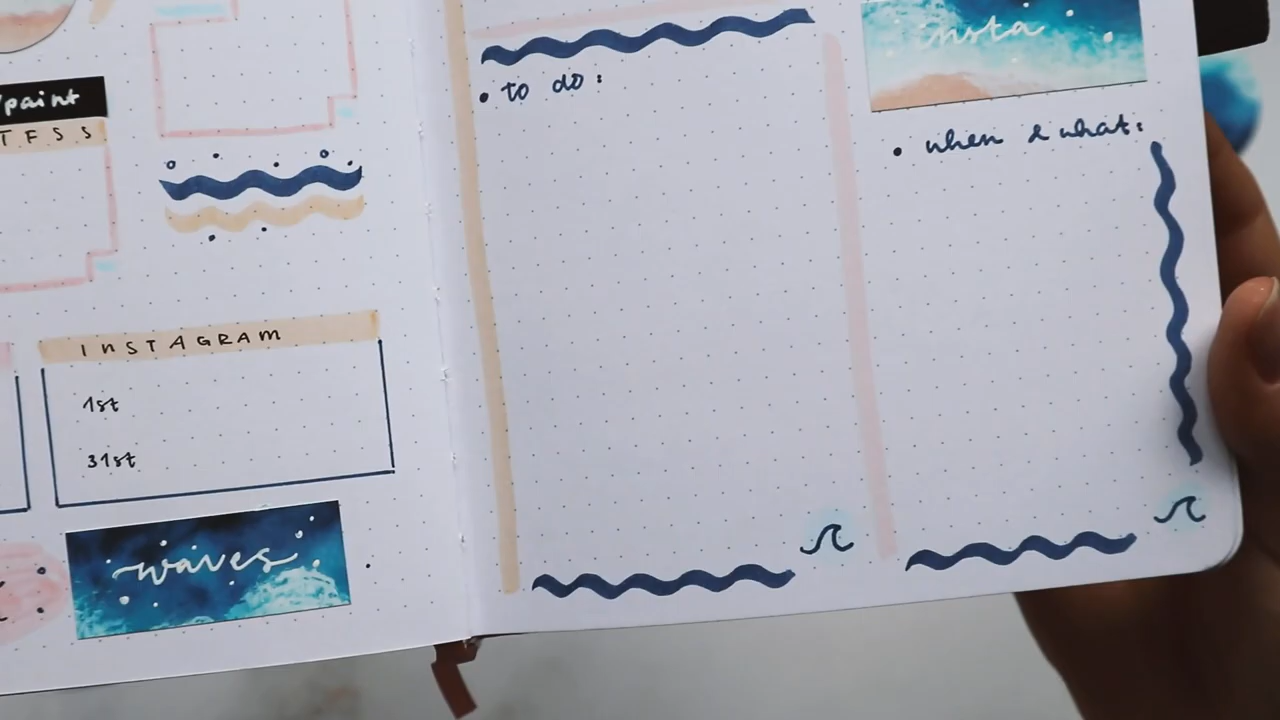 paint
T F S S
INSTAGRAM
1st
31st
waves
• to do:
insta
• when & what: